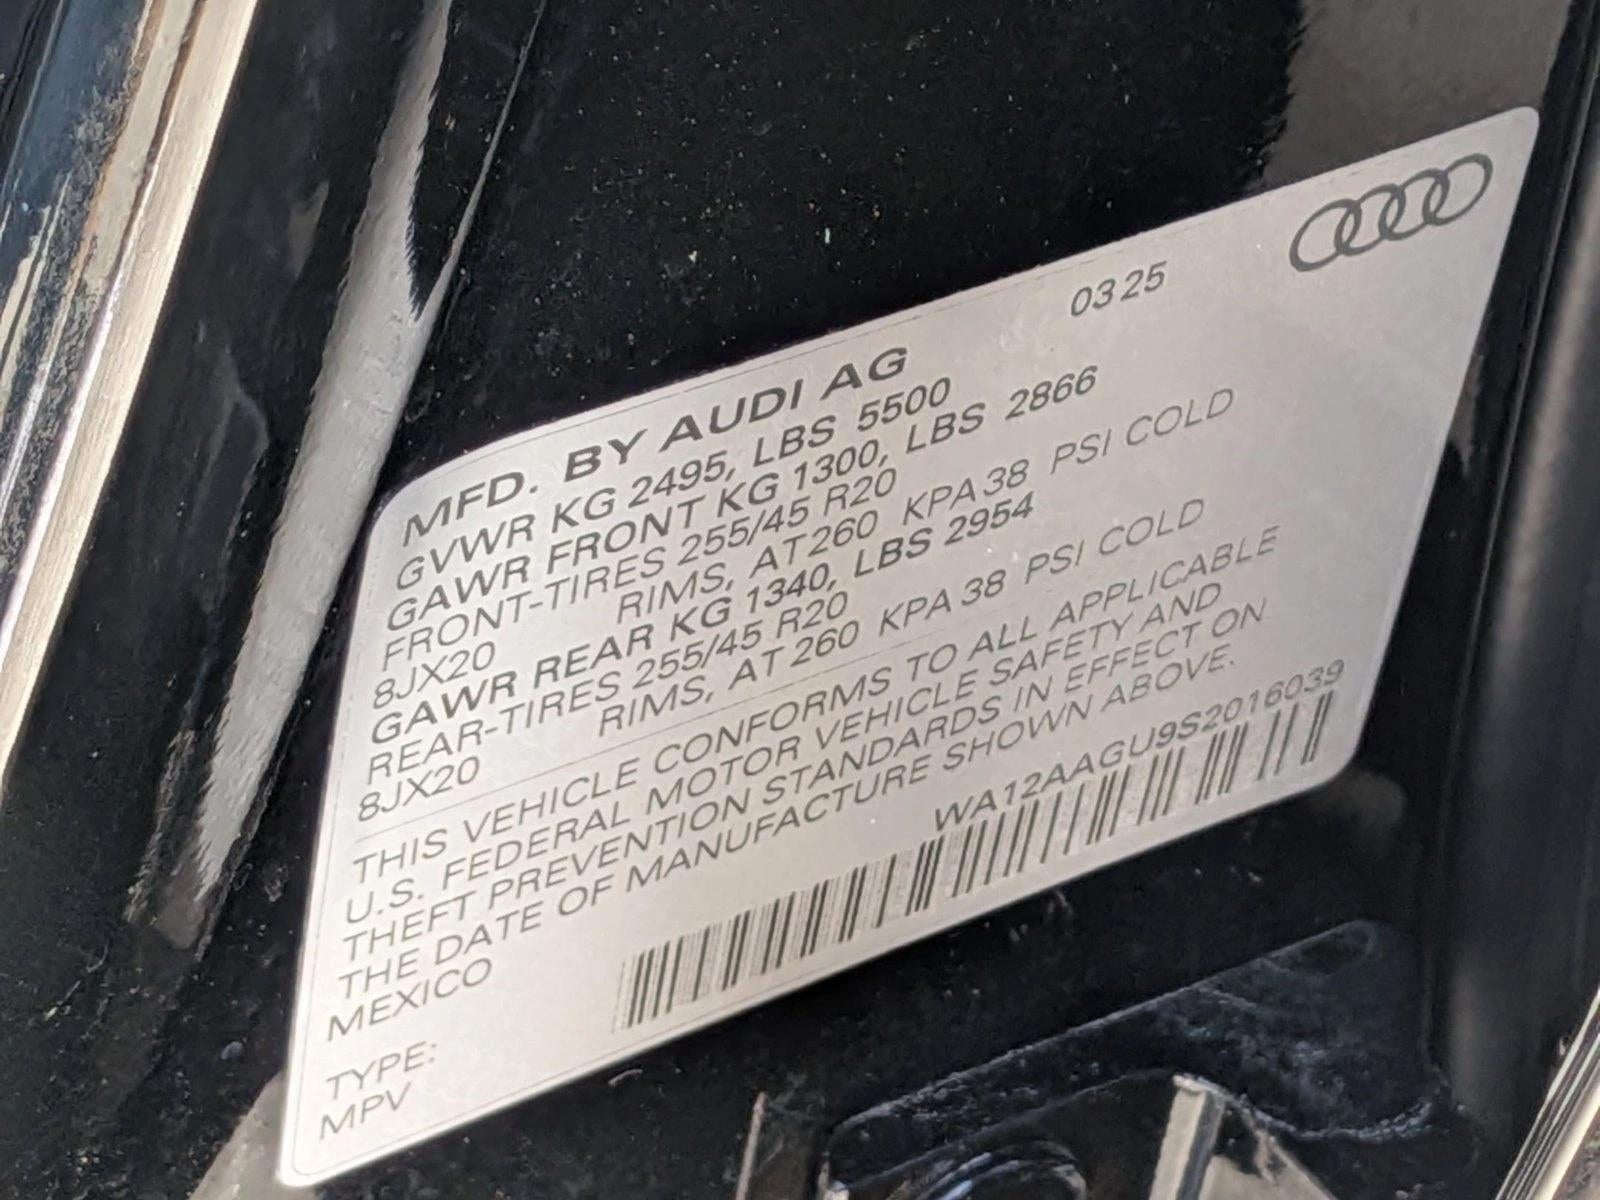 03 25
MFD. BY AUDI AG
GVWR KG 2495, LBS 5500
GAWR FRONT KG 1300, LBS 2866
FRONT-TIRES 255/45 R20
8JX20 RIMS, AT 260 KPA 38 PSI COLD
GAWR REAR KG 1340, LBS 2954
REAR-TIRES 255/45 R20
8JX20 RIMS, AT 260 KPA 38 PSI COLD
THIS VEHICLE CONFORMS TO ALL APPLICABLE
U.S. FEDERAL MOTOR VEHICLE SAFETY AND
THEFT PREVENTION STANDARDS IN EFFECT ON
THE DATE OF MANUFACTURE SHOWN ABOVE.
MEXICO
WA12AAGU9S2016039
TYPE:
MPV